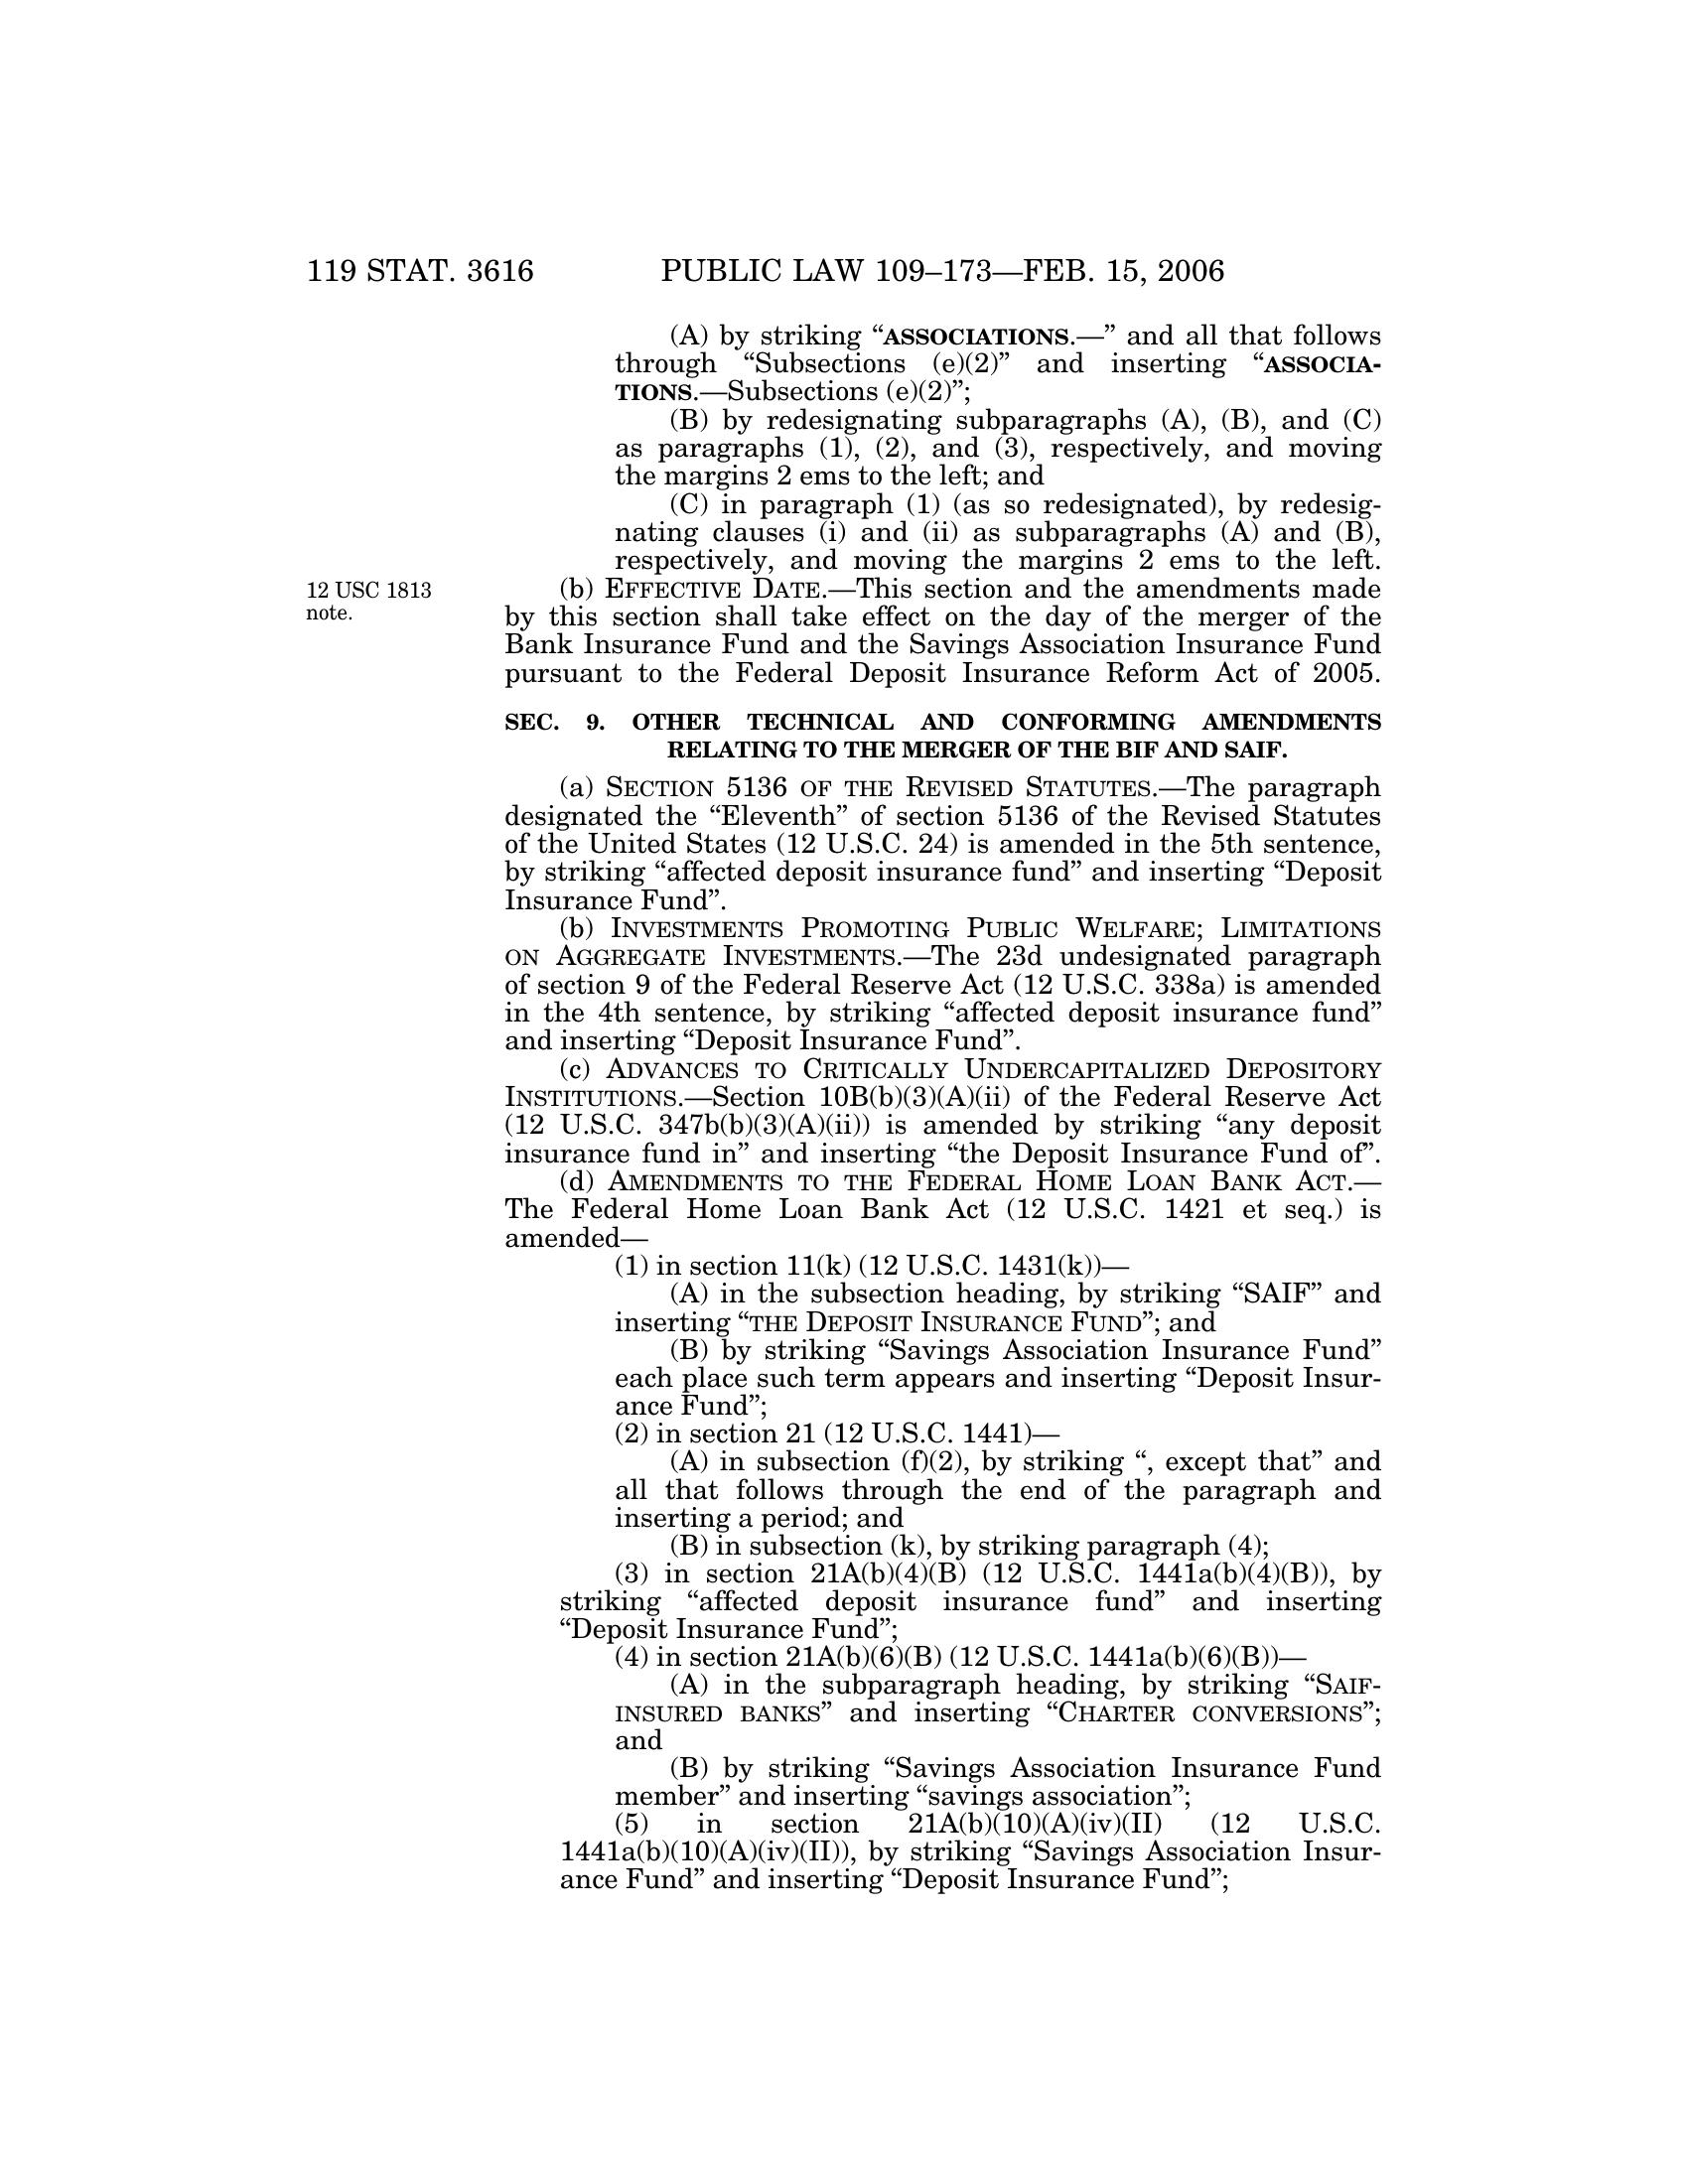 119 STAT. 3616 PUBLIC LAW 109–173—FEB. 15, 2006
(A) by striking “ASSOCIATIONS.—” and all that follows
through “Subsections (e)(2)” and inserting “ASSOCIA-
TIONS.—Subsections (e)(2)”;
(B) by redesignating subparagraphs (A), (B), and (C)
as paragraphs (1), (2), and (3), respectively, and moving
the margins 2 ems to the left; and
(C) in paragraph (1) (as so redesignated), by redesig-
nating clauses (i) and (ii) as subparagraphs (A) and (B),
respectively, and moving the margins 2 ems to the left.
12 USC 1813
note.
(b) EFFECTIVE DATE.—This section and the amendments made
by this section shall take effect on the day of the merger of the
Bank Insurance Fund and the Savings Association Insurance Fund
pursuant to the Federal Deposit Insurance Reform Act of 2005.
SEC. 9. OTHER TECHNICAL AND CONFORMING AMENDMENTS
RELATING TO THE MERGER OF THE BIF AND SAIF.
(a) SECTION 5136 OF THE REVISED STATUTES.—The paragraph
designated the “Eleventh” of section 5136 of the Revised Statutes
of the United States (12 U.S.C. 24) is amended in the 5th sentence,
by striking “affected deposit insurance fund” and inserting “Deposit
Insurance Fund”.
(b) INVESTMENTS PROMOTING PUBLIC WELFARE; LIMITATIONS
ON AGGREGATE INVESTMENTS.—The 23d undesignated paragraph
of section 9 of the Federal Reserve Act (12 U.S.C. 338a) is amended
in the 4th sentence, by striking “affected deposit insurance fund”
and inserting “Deposit Insurance Fund”.
(c) ADVANCES TO CRITICALLY UNDERCAPITALIZED DEPOSITORY
INSTITUTIONS.—Section 10B(b)(3)(A)(ii) of the Federal Reserve Act
(12 U.S.C. 347b(b)(3)(A)(ii)) is amended by striking “any deposit
insurance fund in” and inserting “the Deposit Insurance Fund of”.
(d) AMENDMENTS TO THE FEDERAL HOME LOAN BANK ACT.—
The Federal Home Loan Bank Act (12 U.S.C. 1421 et seq.) is
amended—
(1) in section 11(k) (12 U.S.C. 1431(k))—
(A) in the subsection heading, by striking “SAIF” and
inserting “THE DEPOSIT INSURANCE FUND”; and
(B) by striking “Savings Association Insurance Fund”
each place such term appears and inserting “Deposit Insur-
ance Fund”;
(2) in section 21 (12 U.S.C. 1441)—
(A) in subsection (f)(2), by striking “, except that” and
all that follows through the end of the paragraph and
inserting a period; and
(B) in subsection (k), by striking paragraph (4);
(3) in section 21A(b)(4)(B) (12 U.S.C. 1441a(b)(4)(B)), by
striking “affected deposit insurance fund” and inserting
“Deposit Insurance Fund”;
(4) in section 21A(b)(6)(B) (12 U.S.C. 1441a(b)(6)(B))—
(A) in the subparagraph heading, by striking “SAIF-
INSURED BANKS” and inserting “CHARTER CONVERSIONS”;
and
(B) by striking “Savings Association Insurance Fund
member” and inserting “savings association”;
(5) in section 21A(b)(10)(A)(iv)(II) (12 U.S.C.
1441a(b)(10)(A)(iv)(II)), by striking “Savings Association Insur-
ance Fund” and inserting “Deposit Insurance Fund”;